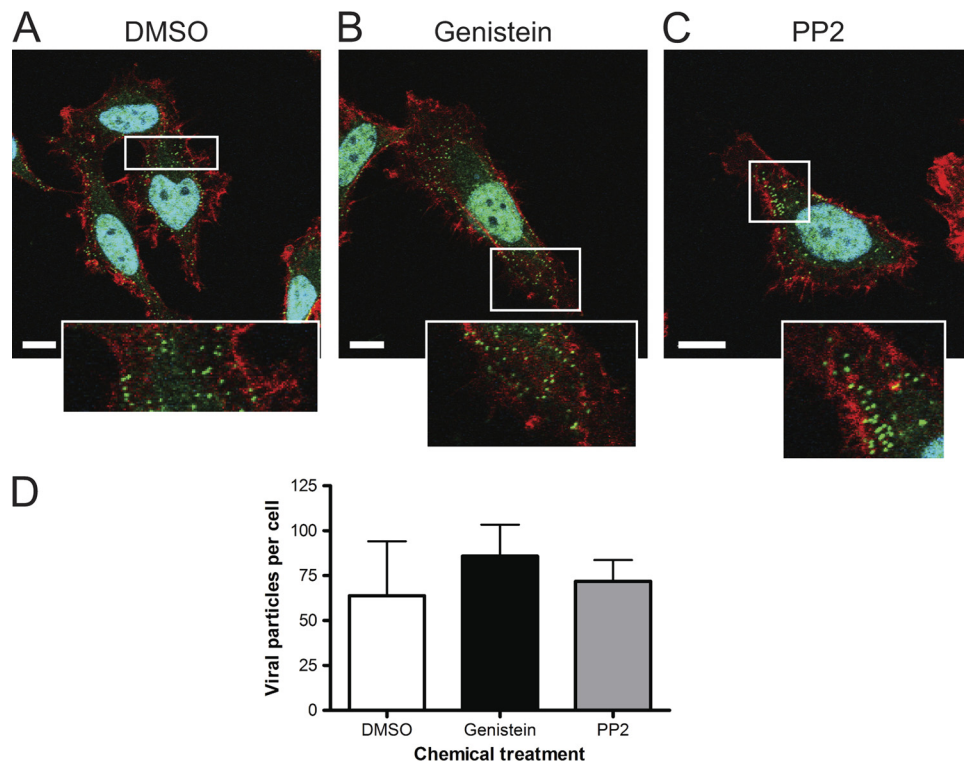 A DMSO
B Genistein
C PP2
D
Viral particles per cell
125
100
75
50
25
0
DMSO Genistein PP2
Chemical treatment